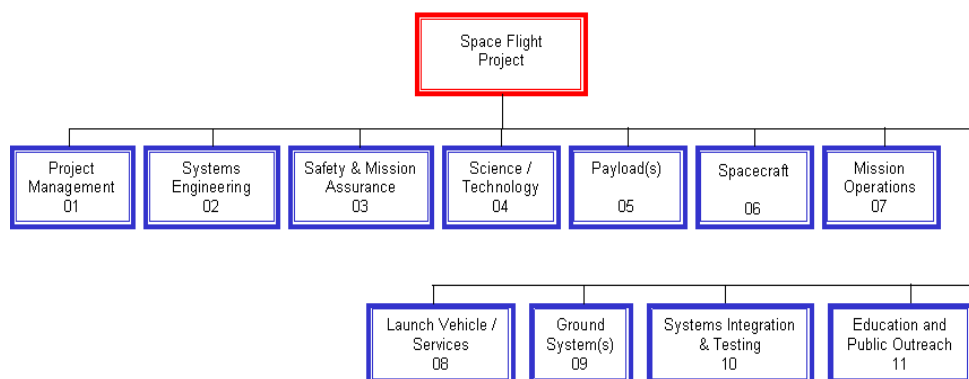 Space Flight
Project
Project
Management
01
Systems
Engineering
02
Safety & Mission
Assurance
03
Science /
Technology
04
Payload(s)
05
Spacecraft
06
Mission
Operations
07
Launch Vehicle /
Services
08
Ground
System(s)
09
Systems Integration
& Testing
10
Education and
Public Outreach
11